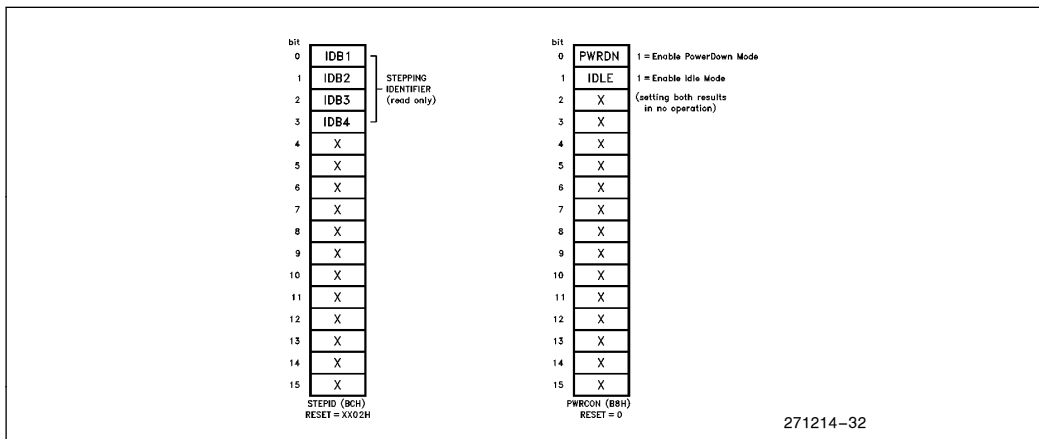 bit
0 IDB1
1 IDB2
2 IDB3
3 IDB4
4 X
5 X
6 X
7 X
8 X
9 X
10 X
11 X
12 X
13 X
14 X
15 X
STEPPING
IDENTIFIER
(read only)
STEPID (BCH)
RESET = XX02H
bit
0 PWRDN 1 = Enable PowerDown Mode
1 IDLE 1 = Enable Idle Mode
2 X (setting both results
in no operation)
3 X
4 X
5 X
6 X
7 X
8 X
9 X
10 X
11 X
12 X
13 X
14 X
15 X
PWRCON (B8H)
RESET = 0
271214–32